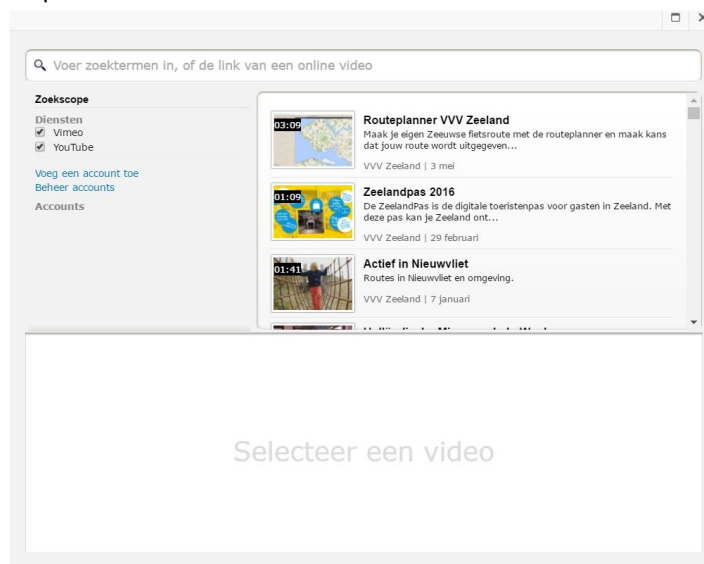 Voer zoektermen in, of de link van een online video
Zoekscope
Diensten
Vimeo
YouTube
Voeg een account toe
Beheer accounts
Accounts
03:09
Routeplanner VVV Zeeland
Maak je eigen Zeeuwse fietsroute met de routeplanner en maak kans
dat jouw route wordt uitgegeven...
VVV Zeeland | 3 mei
01:09
Zeelandpas 2016
De ZeelandPas is de digitale toeristenpas voor gasten in Zeeland. Met
deze pas kan je Zeeland ont...
VVV Zeeland | 29 februari
01:41
Actief in Nieuwvliet
Routes in Nieuwvliet en omgeving.
VVV Zeeland | 7 januari
Selecteer een video